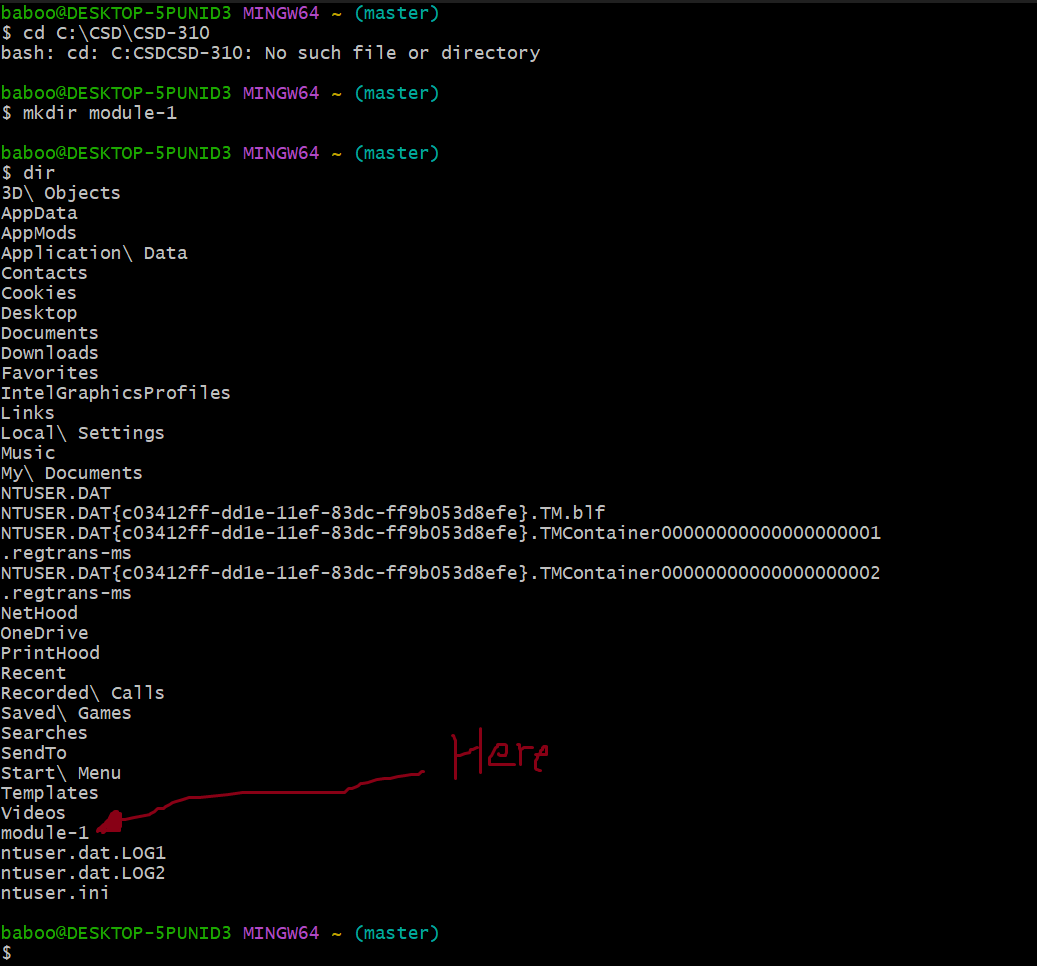 baboo@DESKTOP-5PUNID3 MINGW64 ~ (master)
$ cd C:\CSD\CSD-310
bash: cd: C:CSDCSD-310: No such file or directory
baboo@DESKTOP-5PUNID3 MINGW64 ~ (master)
$ mkdir module-1
baboo@DESKTOP-5PUNID3 MINGW64 ~ (master)
$ dir
3D\ Objects
AppData
AppMods
Application\ Data
Contacts
Cookies
Desktop
Documents
Downloads
Favorites
IntelGraphicsProfiles
Links
Local\ Settings
Music
My\ Documents
NTUSER.DAT
NTUSER.DAT{c03412ff-dd1e-11ef-83dc-ff9b053d8efe}.TM.blf
NTUSER.DAT{c03412ff-dd1e-11ef-83dc-ff9b053d8efe}.TMContainer00000000000000000001
.regtrans-ms
NTUSER.DAT{c03412ff-dd1e-11ef-83dc-ff9b053d8efe}.TMContainer00000000000000000002
.regtrans-ms
NetHood
OneDrive
PrintHood
Recent
Recorded\ Calls
Saved\ Games
Searches
SendTo
Here
Start\ Menu
Templates
Videos
module-1
ntuser.dat.LOG1
ntuser.dat.LOG2
ntuser.ini
baboo@DESKTOP-5PUNID3 MINGW64 ~ (master)
$